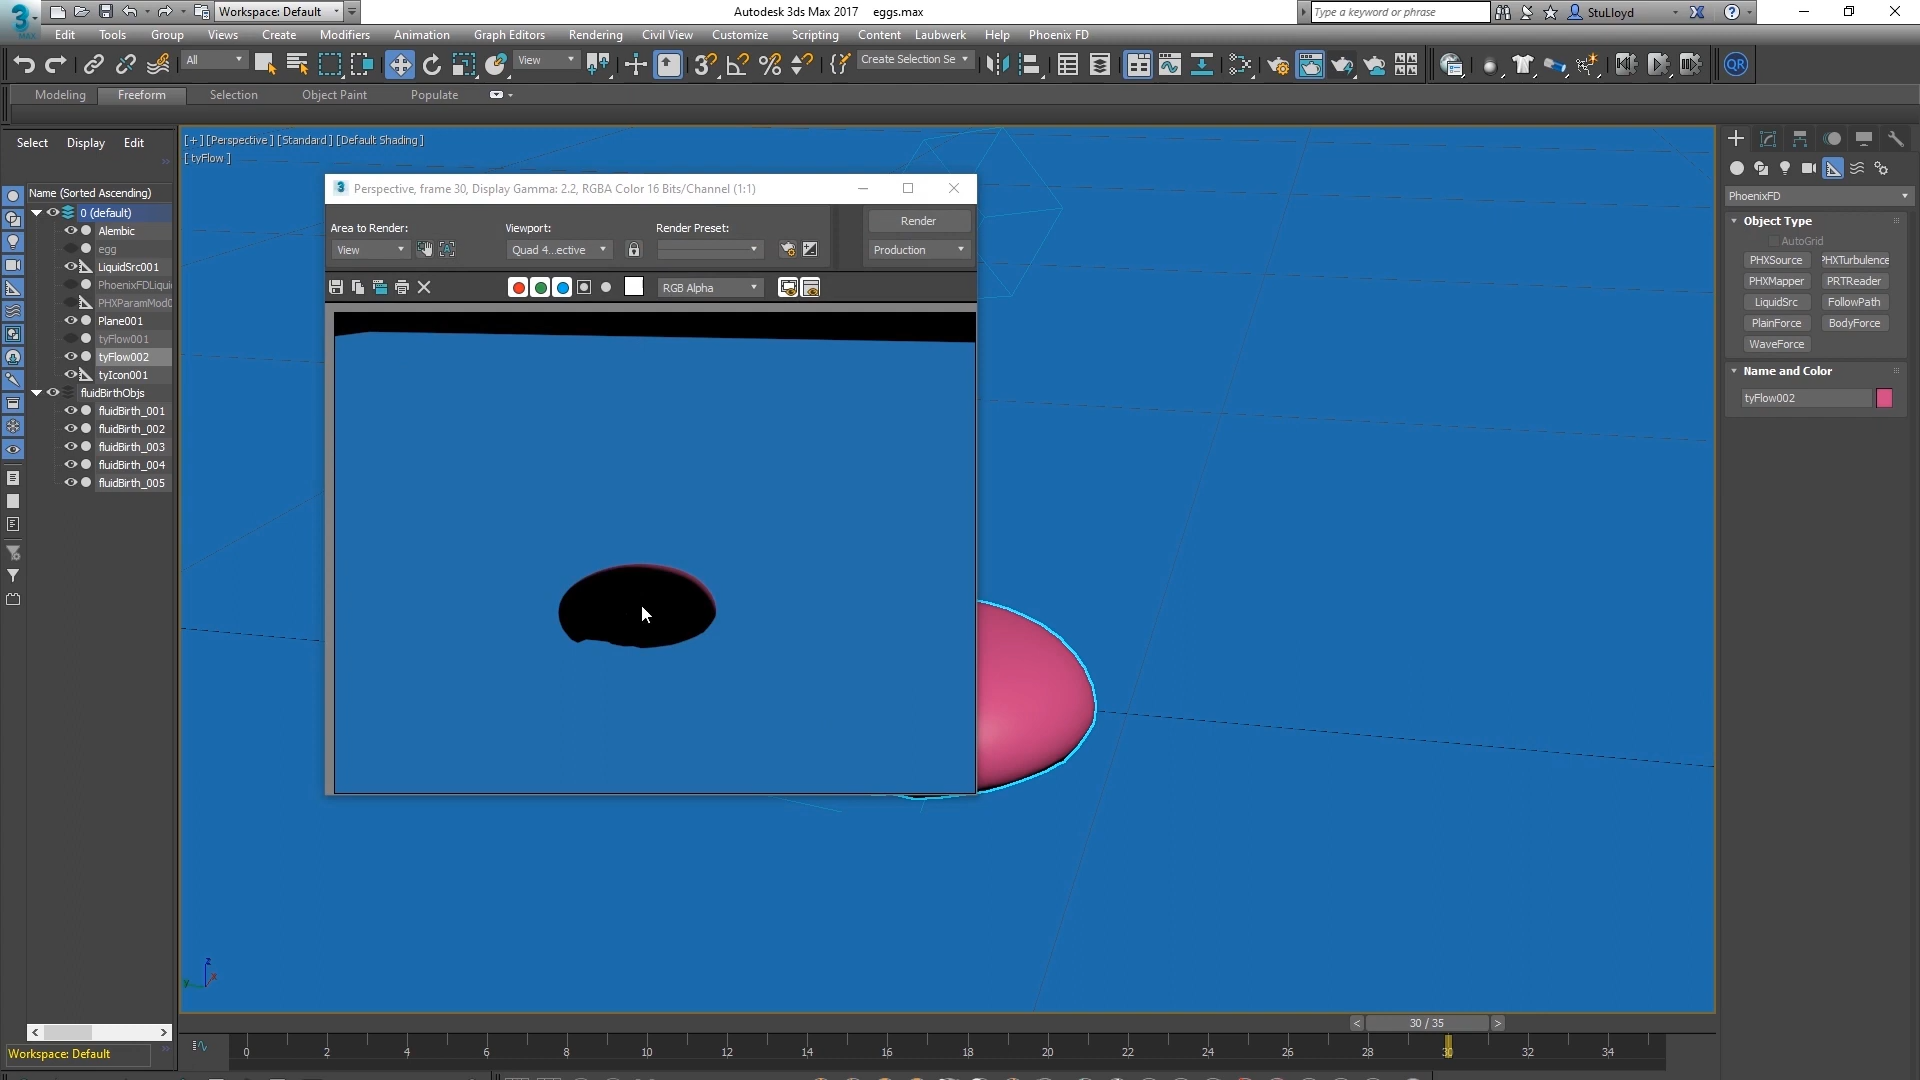 Workspace: Default
Autodesk 3ds Max 2017 eggs.max
Type a keyword or phrase
StuLloyd
MAX
Edit Tools Group Views Create Modifiers Animation Graph Editors Rendering Civil View Customize Scripting Content Laubwerk Help Phoenix FD
All
View
Create Selection Se
QR
Modeling Freeform Selection Object Paint Populate
Select Display Edit
[+] [Perspective] [Standard] [Default Shading]
[tyFlow]
Name (Sorted Ascending)
0 (default)
Alembic
egg
LiquidSrc001
PhoenixFDLiqui
PHXParamMod
Plane001
tyFlow001
tyFlow002
tyIcon001
fluidBirthObjs
fluidBirth_001
fluidBirth_002
fluidBirth_003
fluidBirth_004
fluidBirth_005
Perspective, frame 30, Display Gamma: 2.2, RGBA Color 16 Bits/Channel (1:1)
Area to Render: Viewport: Render Preset:
View Quad 4...ective
Render
Production
RGB Alpha
PhoenixFD
Object Type
AutoGrid
PHXSource PHXTurbulence
PHXMapper PRTReader
LiquidSrc FollowPath
PlainForce BodyForce
WaveForce
Name and Color
tyFlow002
z
y x
< 30 / 35 >
0 2 4 6 8 10 12 14 16 18 20 22 24 26 28 30 32 34
Workspace: Default